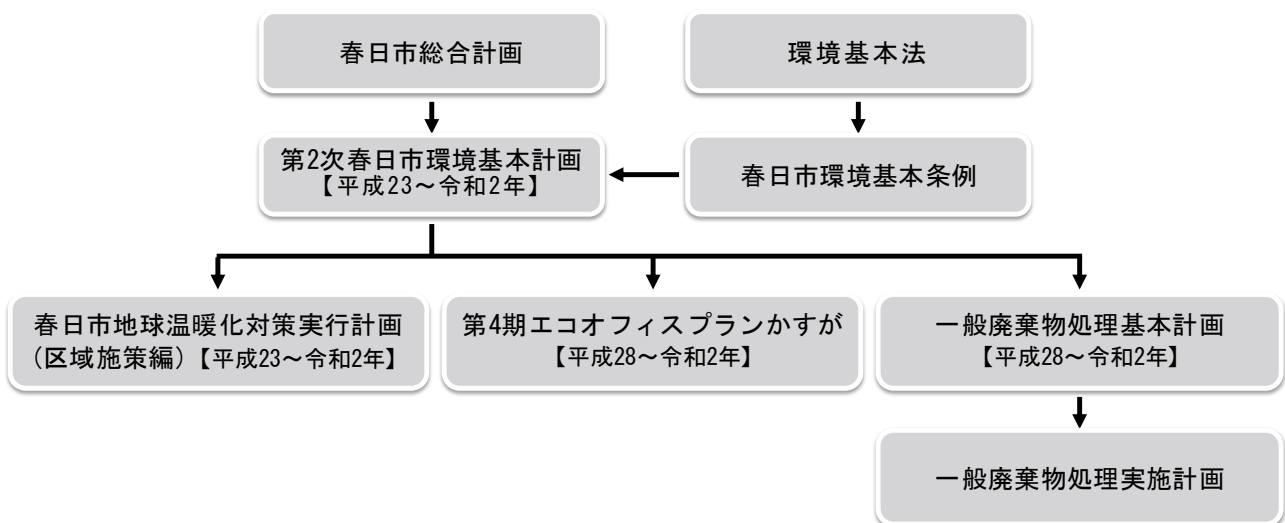 春日市総合計画
環境基本法
第2次春日市環境基本計画
【平成23～令和2年】
春日市環境基本条例
春日市地球温暖化対策実行計画
(区域施策編)【平成23～令和2年】
第4期エコオフィスプランかすが
【平成28～令和2年】
一般廃棄物処理基本計画
【平成28～令和2年】
一般廃棄物処理実施計画